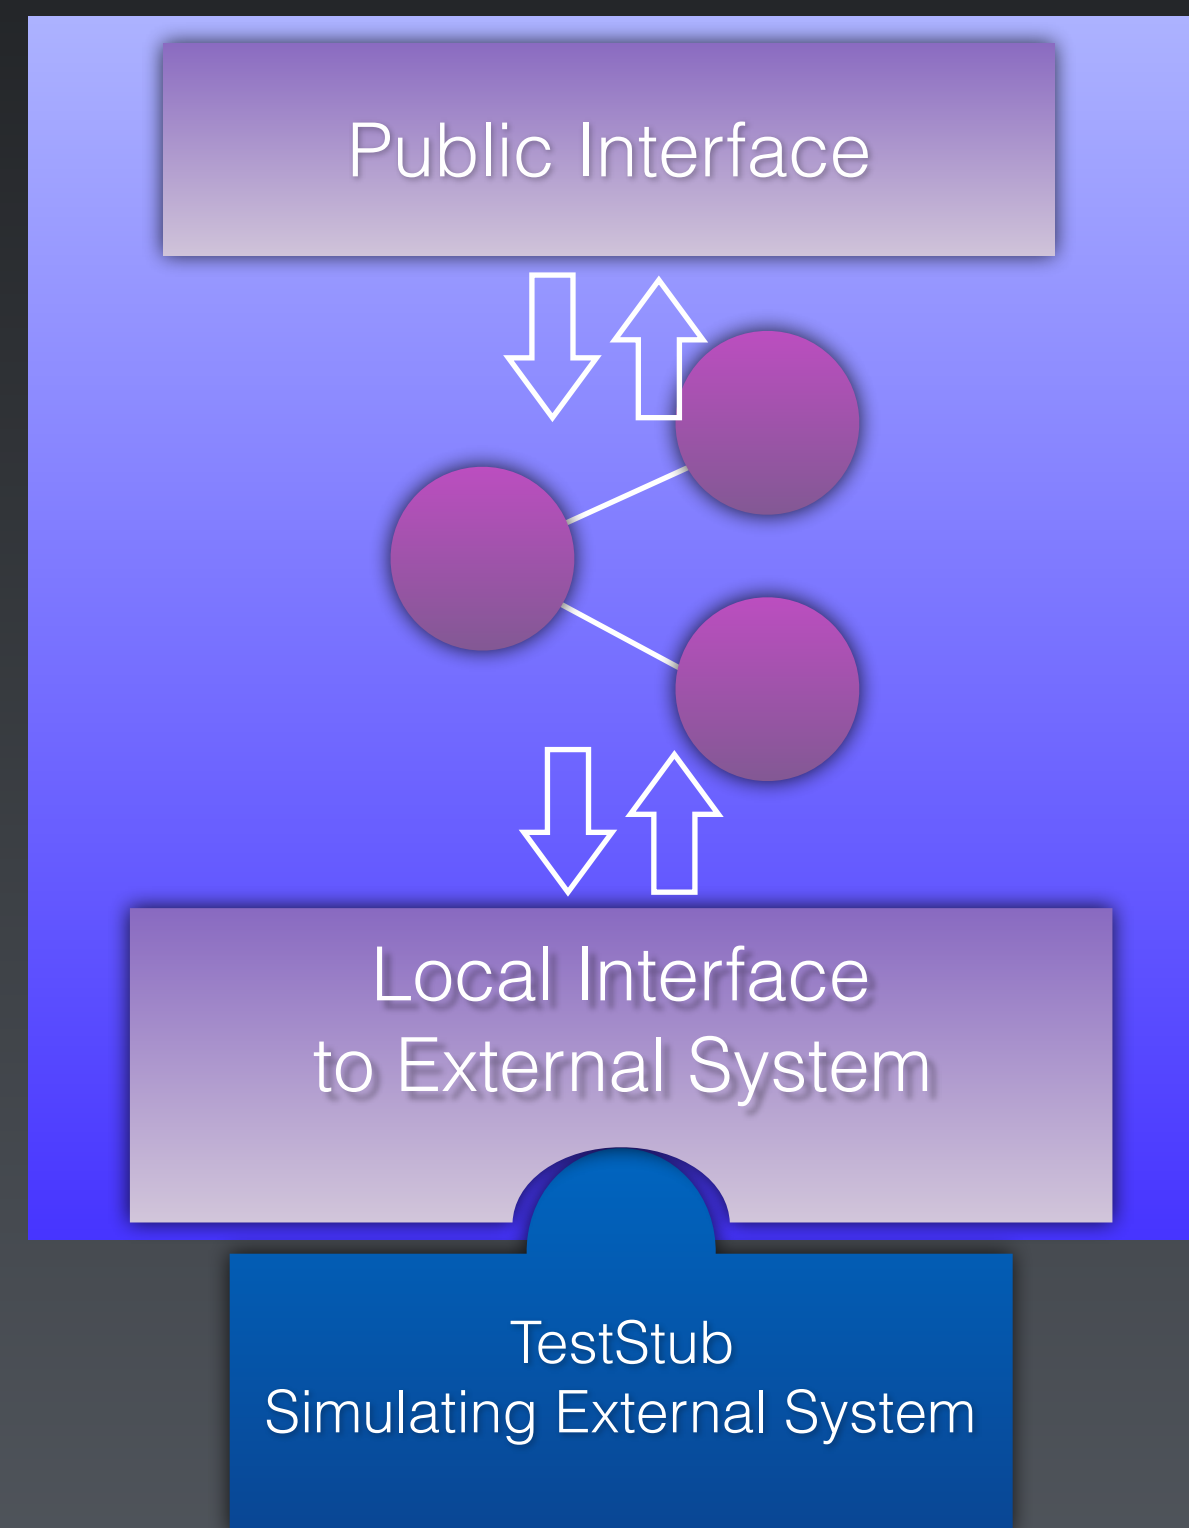 Public Interface
Local Interface
to External System
TestStub
Simulating External System